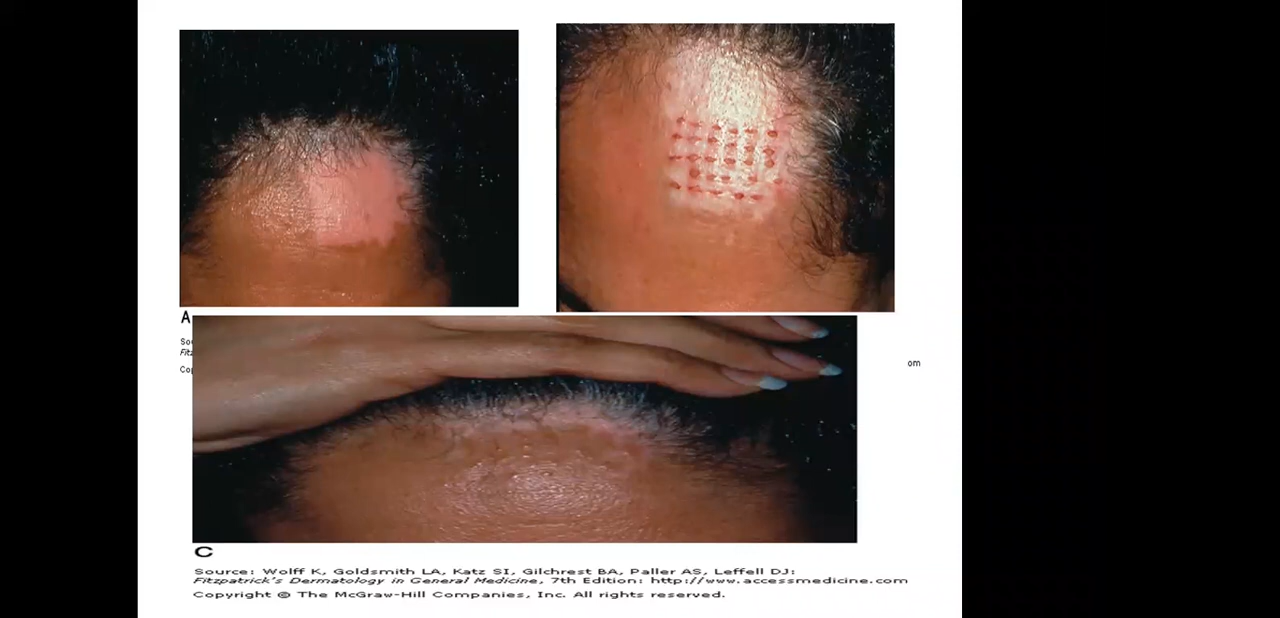 A
om
C
Source: Wolff K, Goldsmith LA, Katz SI, Gilchrest BA, Paller AS, Leffell DJ:
Fitzpatrick's Dermatology in General Medicine, 7th Edition: http://www.accessmedicine.com
Copyright © The McGraw-Hill Companies, Inc. All rights reserved.